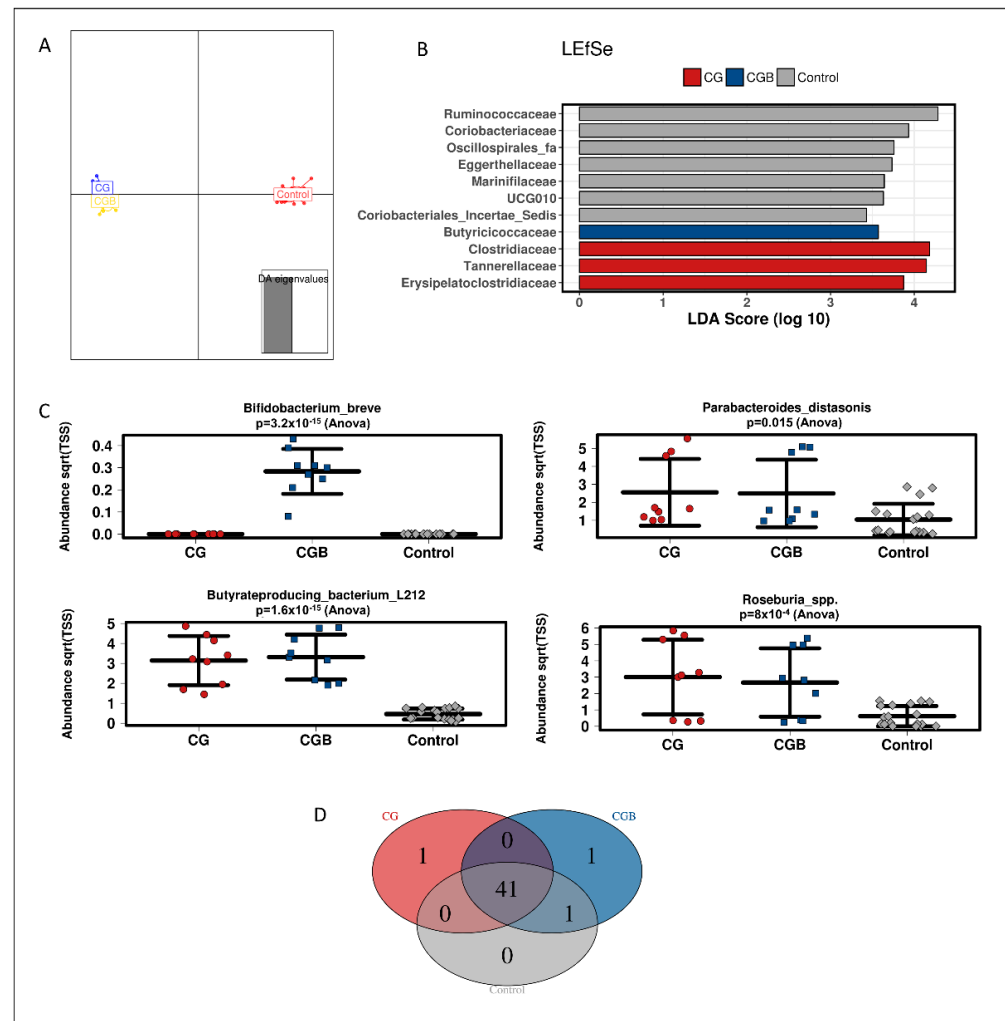 A
CG
CGB
Control
DA eigenvalues
B
LEfSe
CG CGB Control
Ruminococcaceae
Coriobacteriaceae
Oscillospirales_fa
Eggerthellaceae
Marinifilaceae
UCG010
Coriobacteriales_Incertae_Sedis
Butyricicoccaceae
Clostridiaceae
Tannerellaceae
Erysipelatoclostridiaceae
0 1 2 3 4
LDA Score (log 10)
C
Bifidobacterium_breve
p=3.2x10⁻¹⁵ (Anova)
Abundance sqrt(TSS)
0.4
0.3
0.2
0.1
0.0
CG CGB Control
Parabacteroides_distasonis
p=0.015 (Anova)
Abundance sqrt(TSS)
5
4
3
2
1
CG CGB Control
Butyrateproducing_bacterium_L212
p=1.6x10⁻¹⁵ (Anova)
Abundance sqrt(TSS)
5
4
3
2
1
0
CG CGB Control
Roseburia_spp.
p=8x10⁻⁴ (Anova)
Abundance sqrt(TSS)
6
5
4
3
2
1
0
CG CGB Control
D
CG
CGB
1 0 1
41
0 1
0
Control